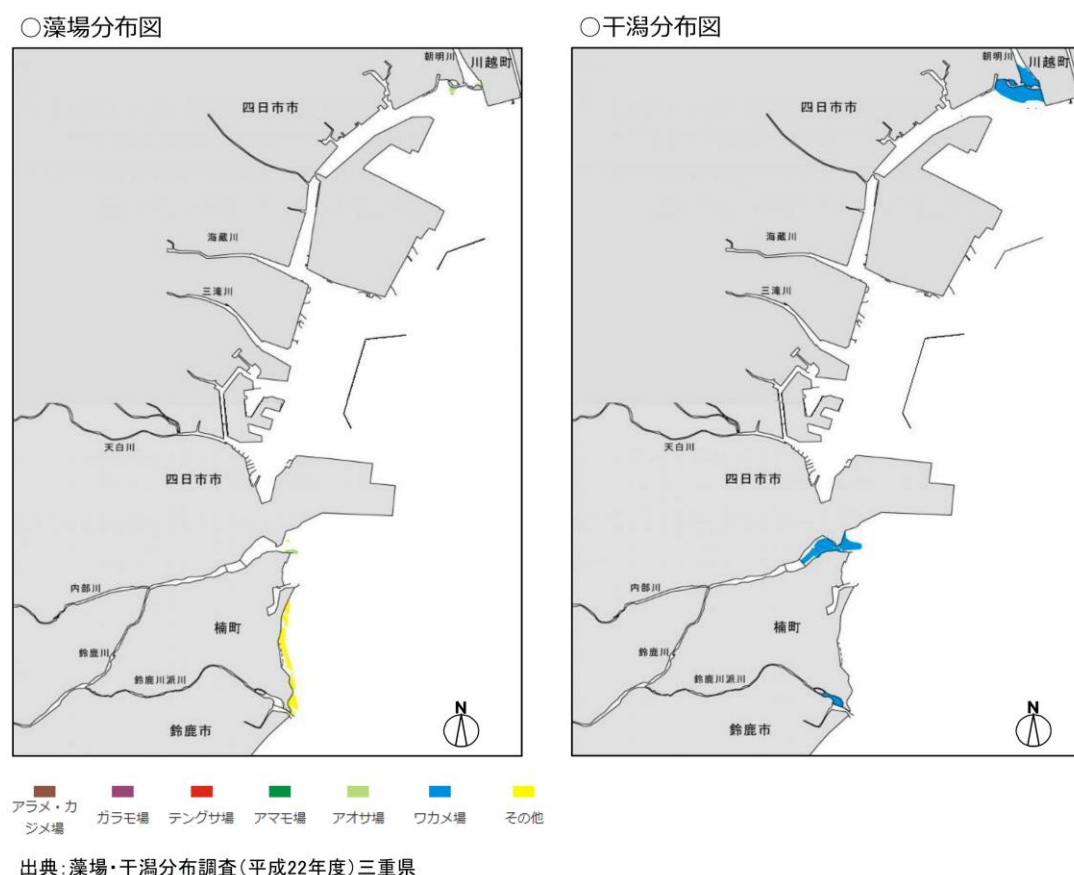 ○藻場分布図
朝明川
川越町
四日市市
海蔵川
三滝川
天白川
四日市市
内部川
楠町
鈴鹿川
鈴鹿川派川
鈴鹿市
N
○干潟分布図
朝明川
川越町
四日市市
海蔵川
三滝川
天白川
四日市市
内部川
楠町
鈴鹿川
鈴鹿川派川
鈴鹿市
N
アラメ・カ
ジメ場
ガラモ場
テングサ場
アマモ場
アオサ場
ワカメ場
その他
出典:藻場・干潟分布調査(平成22年度)三重県